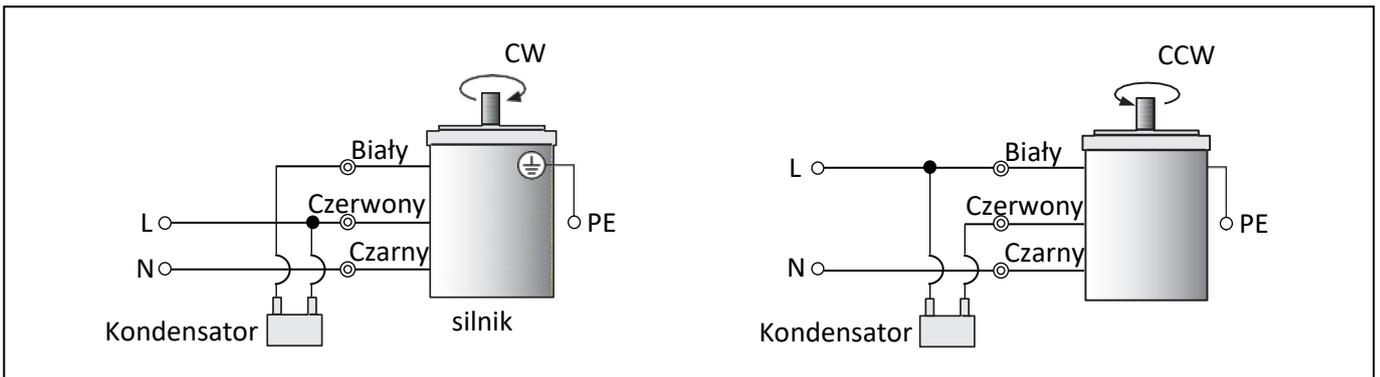 CW
Biały
L
Czerwony
PE
Czarny
N
Kondensator
silnik
CCW
Biały
L
Czerwony
PE
Czarny
N
Kondensator